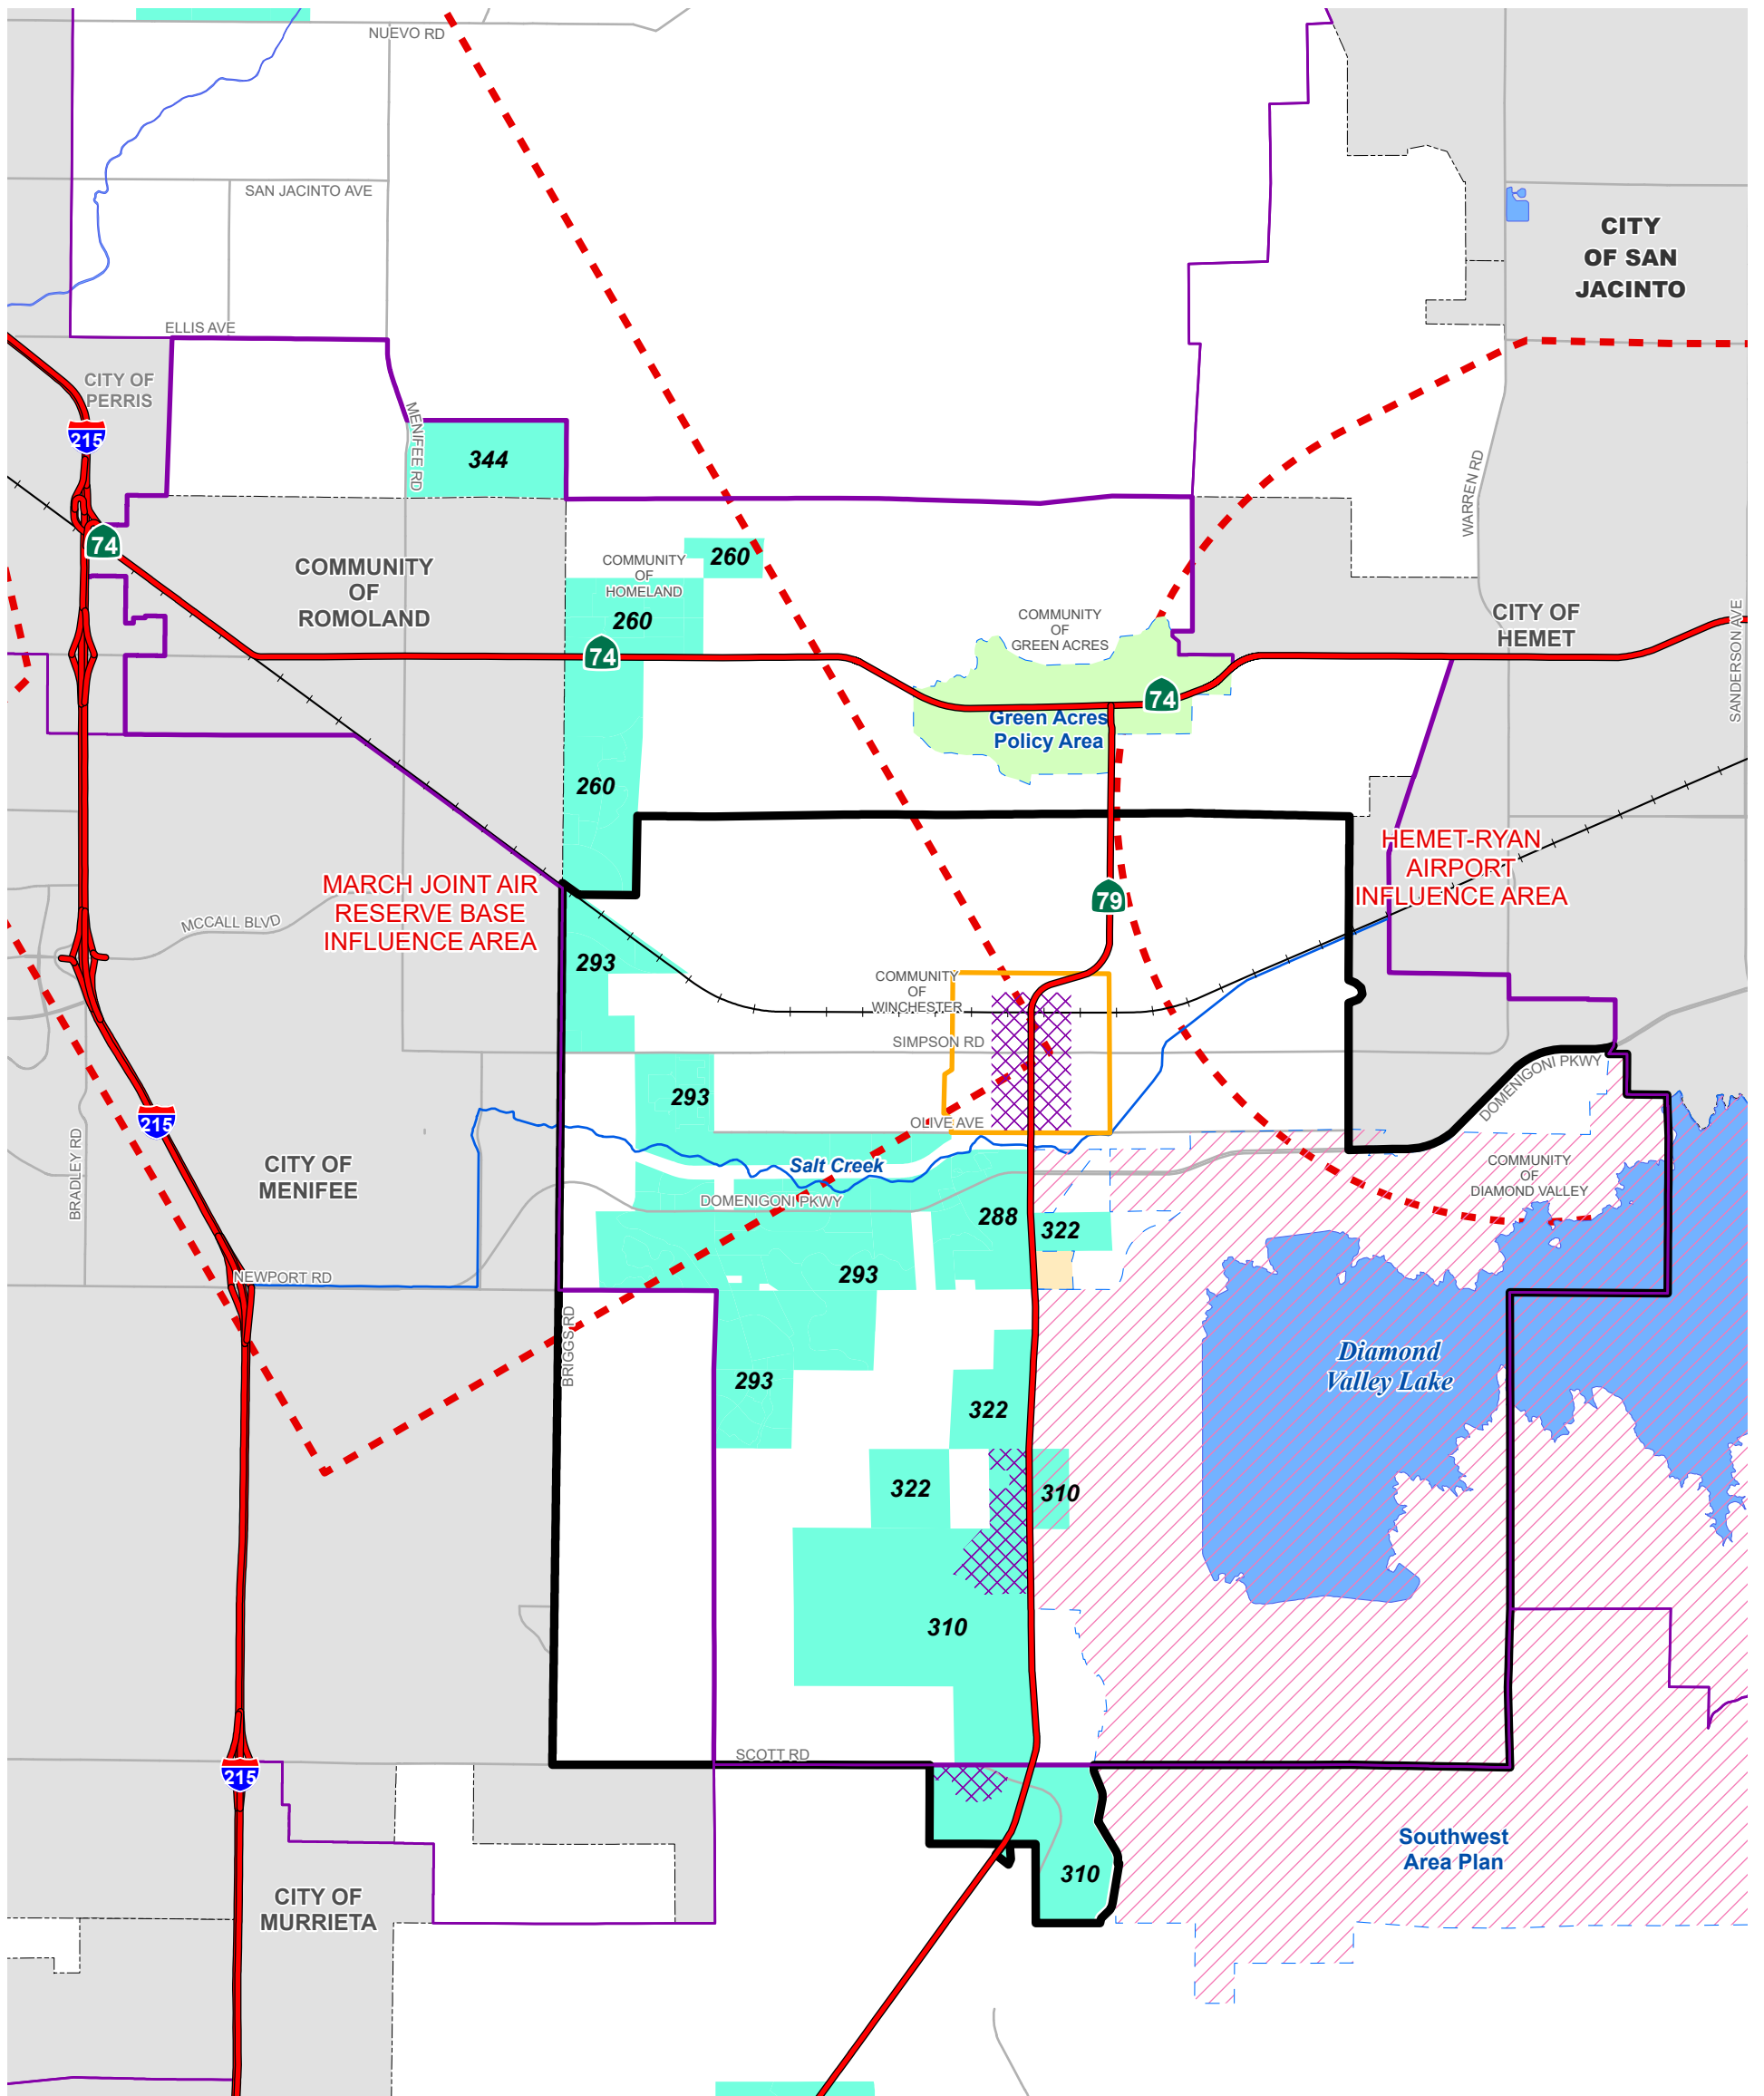 NUEVO RD
SAN JACINTO AVE
CITY
OF SAN
JACINTO
ELLIS AVE
CITY OF
PERRIS
215
MENIFEE RD
344
WARREN RD
74
COMMUNITY
OF
ROMOLAND
COMMUNITY
OF
HOMELAND
260
260
COMMUNITY
OF
GREEN ACRES
CITY OF
HEMET
SANDERSON AVE
74
74
Green Acres
Policy Area
260
HEMET-RYAN
AIRPORT
INFLUENCE AREA
MARCH JOINT AIR
RESERVE BASE
INFLUENCE AREA
79
MCCALL BLVD
293
COMMUNITY
OF
WINCHESTER
SIMPSON RD
DOMENIGONI PKWY
293
OLIVE AVE
215
BRADLEY RD
CITY OF
MENIFEE
Salt Creek
COMMUNITY
OF
DIAMOND VALLEY
DOMENIGONI PKWY
288
322
NEWPORT RD
293
BRIGGS RD
Diamond
Valley Lake
293
322
322
310
310
SCOTT RD
215
Southwest
Area Plan
310
CITY OF
MURRIETA